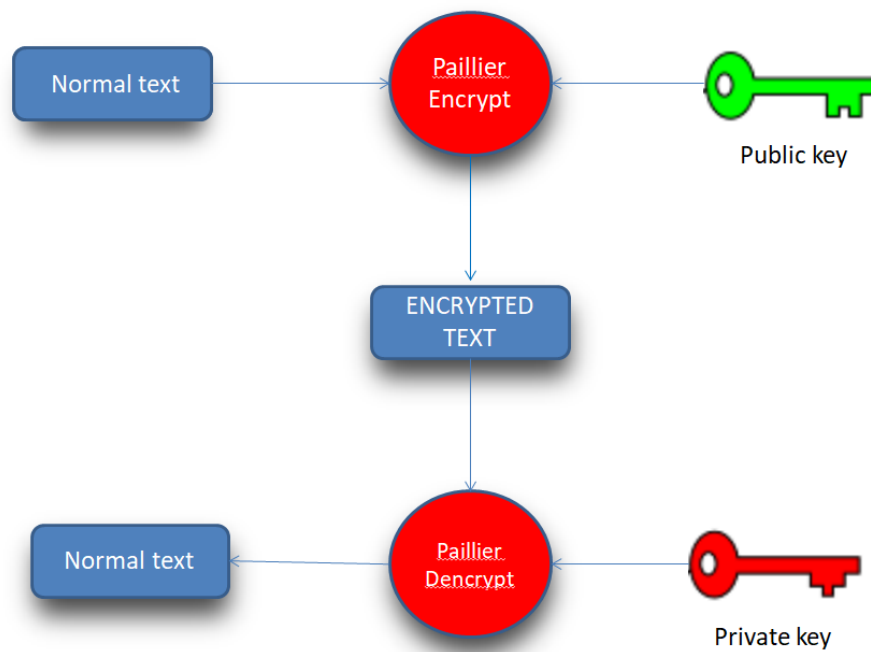 Normal text
Paillier
Encrypt
Public key
ENCRYPTED
TEXT
Normal text
Paillier
Dencrypt
Private key